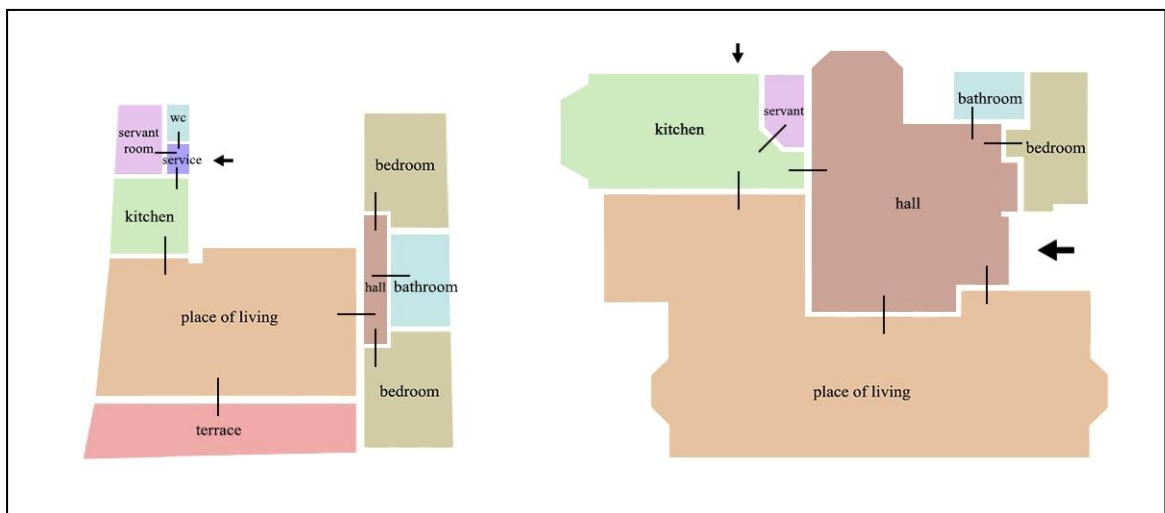 servant
room
wc
service
kitchen
bedroom
hall
bathroom
place of living
bedroom
terrace
kitchen
servant
bathroom
bedroom
hall
place of living